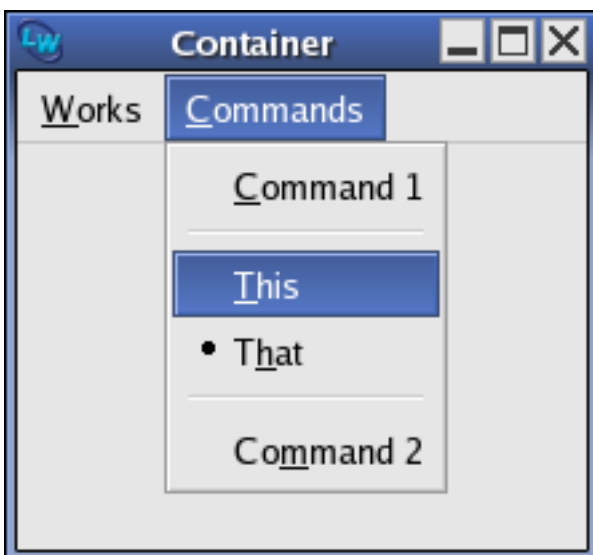 LW Container
Works Commands
Command 1
This
That
Command 2